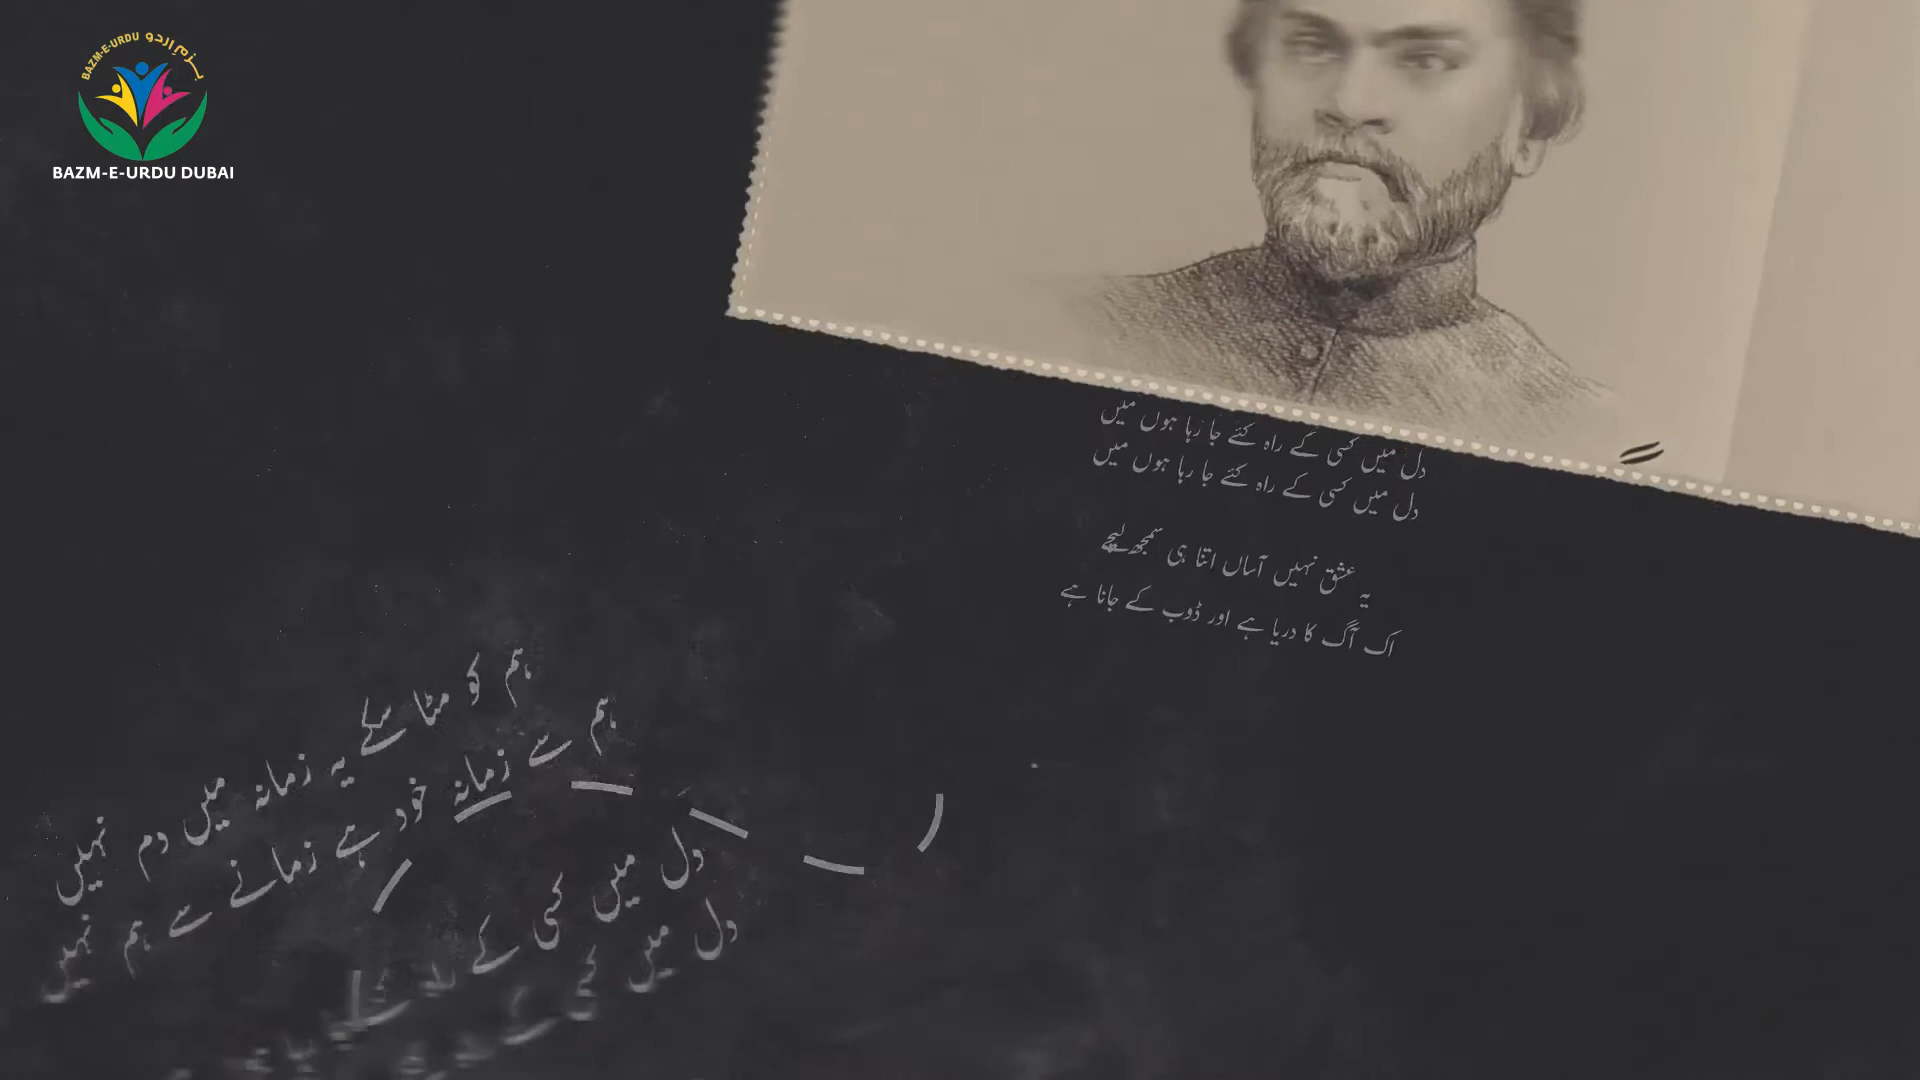 BAZM-E-URDU بزمِ اردو
BAZM-E-URDU DUBAI
دل میں کسی کے راہ کئے جا رہا ہوں میں
دل میں کسی کے راہ کئے جا رہا ہوں میں
یہ عشق نہیں آساں اتنا ہی سمجھ لیجے
اک آگ کا دریا ہے اور ڈوب کے جانا ہے
ہم کو مٹا سکے یہ زمانہ میں دم نہیں
ہم سے زمانہ خود ہے زمانے سے ہم نہیں
دل میں کسی کے
دل میں کسی کے